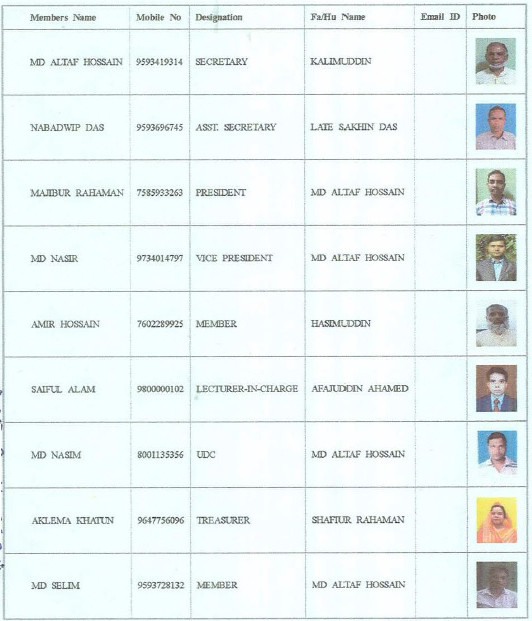 Members Name Mobile No Designation Fa/Hu Name Email ID Photo
MD ALTAF HOSSAIN 9593419314 SECRETARY KALIMUDDIN
NABADWIP DAS 9593696745 ASST. SECRETARY LATE SAKHIN DAS
MAJIBUR RAHAMAN 7585933263 PRESIDENT MD ALTAF HOSSAIN
MD NASIR 9734014797 VICE PRESIDENT MD ALTAF HOSSAIN
AMIR HOSSAIN 7602289925 MEMBER HASIMUDDIN
SAIFUL ALAM 9800000102 LECTURER-IN-CHARGE AFAJUDDIN AHAMED
MD NASIM 8001135356 UDC MD ALTAF HOSSAIN
AKLEMA KHATUN 9647756096 TREASURER SHAFIUR RAHAMAN
MD SELIM 9593728132 MEMBER MD ALTAF HOSSAIN